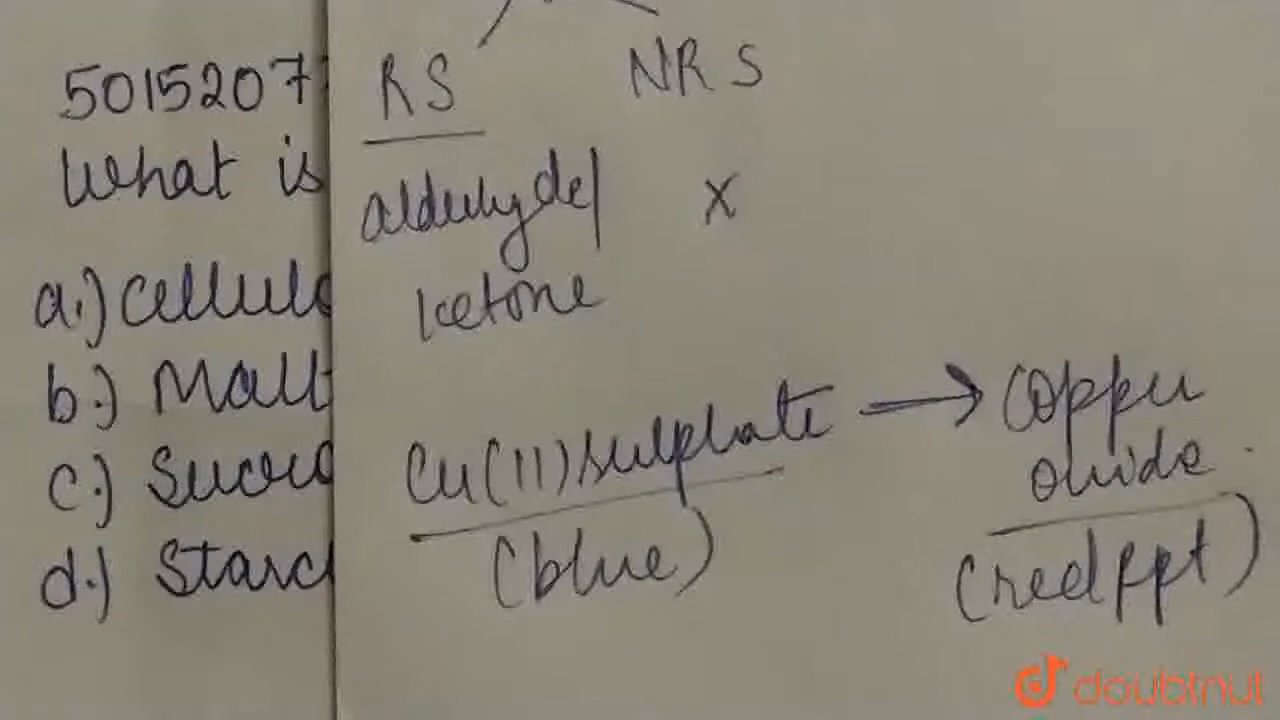 5015207
What is
a.) Cellulo
b.) Malt
c.) Sucro
d.) Starc
RS
NRS
aldehyde/
ketone
X
Cu(II)sulphate → Copper
oxide.
(blue)
(red ppt)
doubtnut